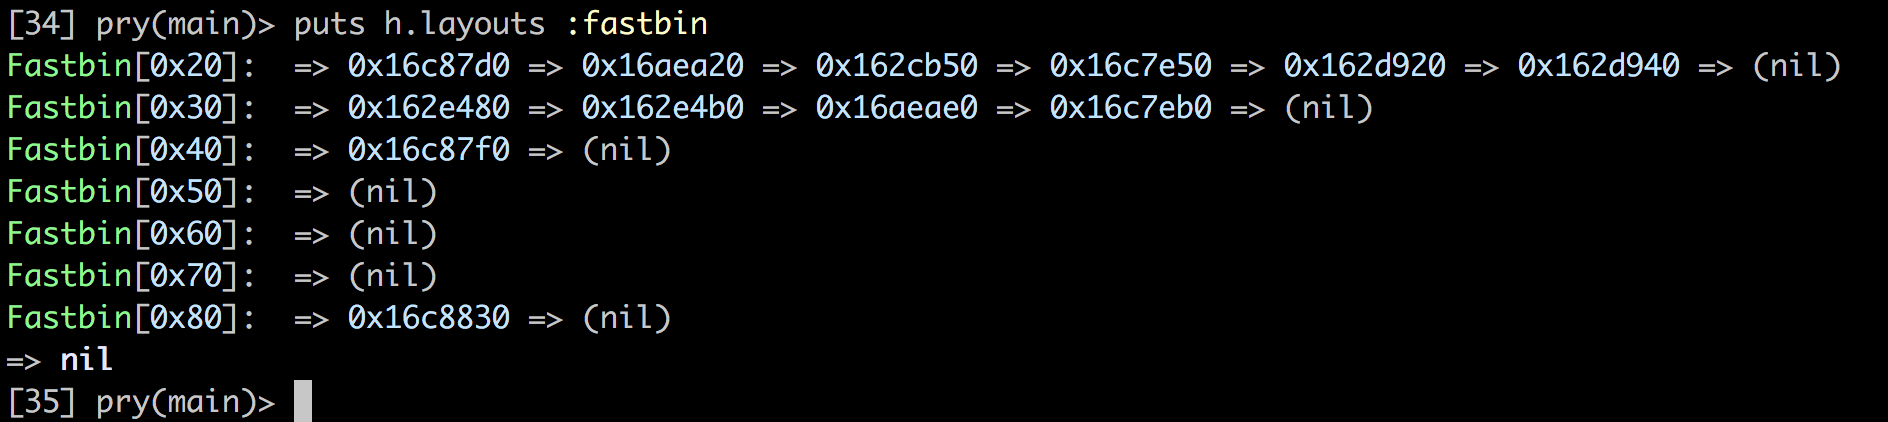 [34] pry(main)> puts h.layouts :fastbin
Fastbin[0x20]:  => 0x16c87d0 => 0x16aea20 => 0x162cb50 => 0x16c7e50 => 0x162d920 => 0x162d940 => (nil)
Fastbin[0x30]:  => 0x162e480 => 0x162e4b0 => 0x16aeae0 => 0x16c7eb0 => (nil)
Fastbin[0x40]:  => 0x16c87f0 => (nil)
Fastbin[0x50]:  => (nil)
Fastbin[0x60]:  => (nil)
Fastbin[0x70]:  => (nil)
Fastbin[0x80]:  => 0x16c8830 => (nil)
=> nil
[35] pry(main)>